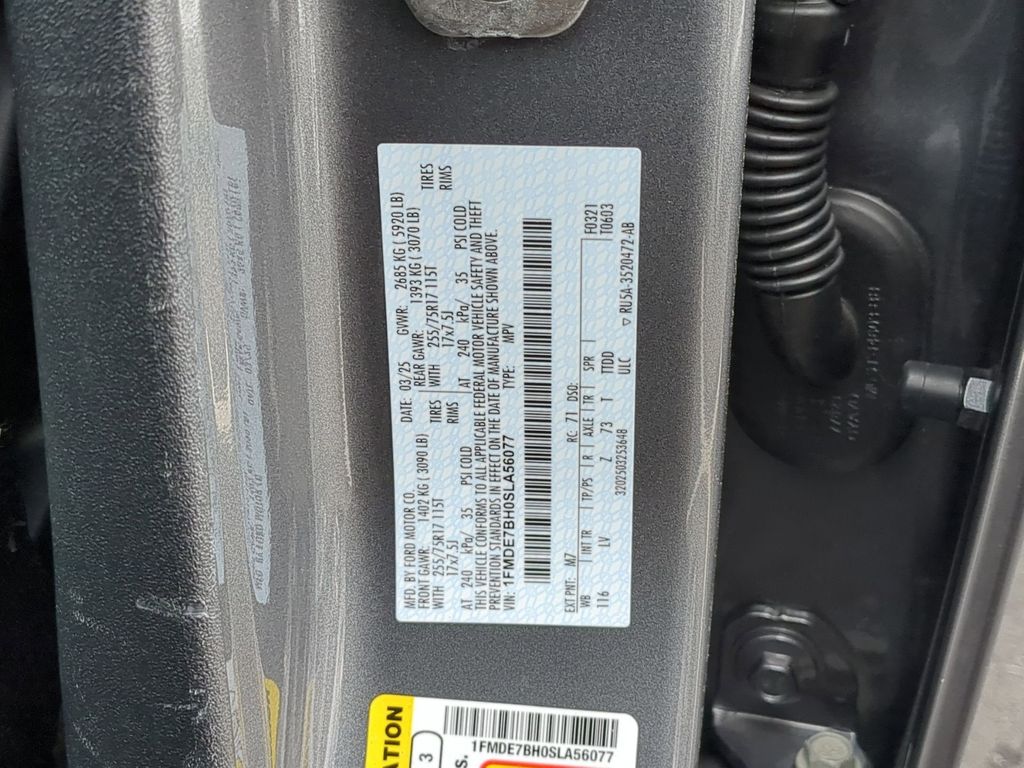 MFD. BY FORD MOTOR CO.
DATE: 03/25 GVWR: 2685 KG ( 5920 LB)
FRONT GAWR: 1402 KG ( 3090 LB) REAR GAWR: 1393 KG ( 3070 LB)
WITH 255/75R17 115T TIRES WITH 255/75R17 115T TIRES
17x7.5J RIMS 17x7.5J RIMS
AT 240 kPa/ 35 PSI COLD AT 240 kPa/ 35 PSI COLD
THIS VEHICLE CONFORMS TO ALL APPLICABLE FEDERAL MOTOR VEHICLE SAFETY AND THEFT
PREVENTION STANDARDS IN EFFECT ON THE DATE OF MANUFACTURE SHOWN ABOVE.
VIN: 1FMDE7BH0SLA56077 TYPE: MPV
EXT PNT: M7 RC: 71 DSO: F0321
WB INT TR TP/PS R AXLE TR SPR T0603
116 LV Z 73 T TTDD
3202503253648 ULC ▽ RU5A-3520472-AB
ATION
3
1FMDE7BH0SLA56077
s.